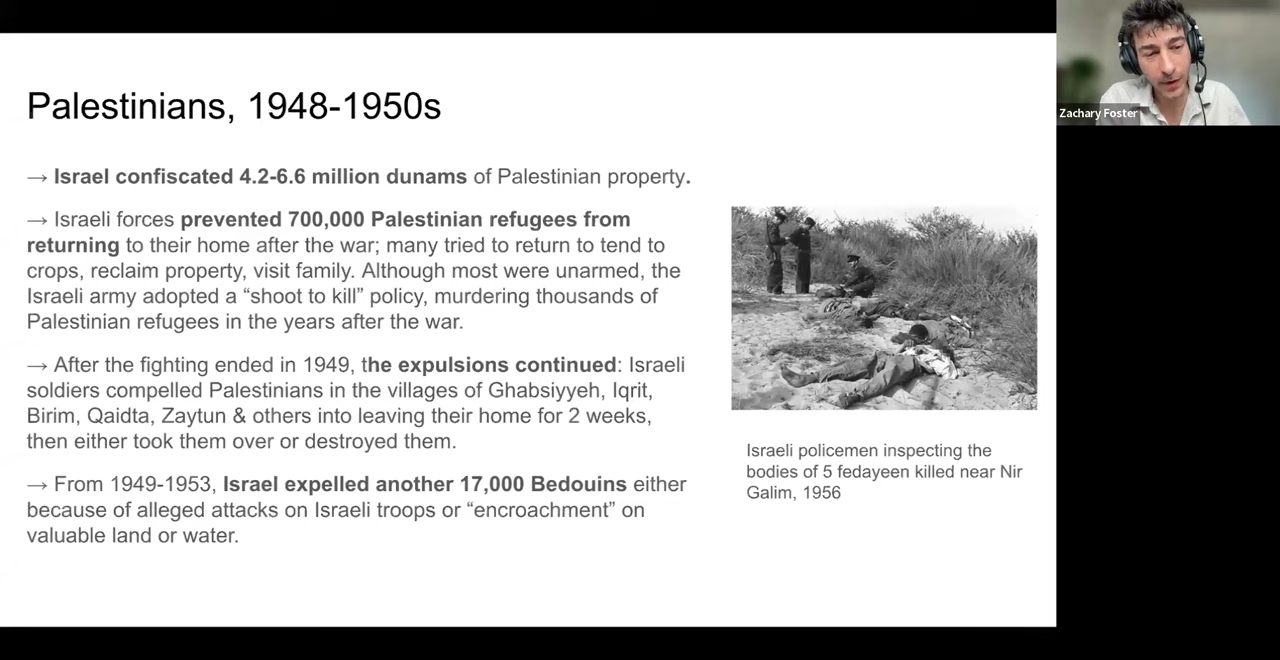 Palestinians, 1948-1950s
→ Israel confiscated 4.2-6.6 million dunams of Palestinian property.
→ Israeli forces prevented 700,000 Palestinian refugees from
returning to their home after the war; many tried to return to tend to
crops, reclaim property, visit family. Although most were unarmed, the
Israeli army adopted a “shoot to kill” policy, murdering thousands of
Palestinian refugees in the years after the war.
→ After the fighting ended in 1949, the expulsions continued: Israeli
soldiers compelled Palestinians in the villages of Ghabsiyyeh, Iqrit,
Birim, Qaidta, Zaytun & others into leaving their home for 2 weeks,
then either took them over or destroyed them.
→ From 1949-1953, Israel expelled another 17,000 Bedouins either
because of alleged attacks on Israeli troops or “encroachment” on
valuable land or water.
Israeli policemen inspecting the
bodies of 5 fedayeen killed near Nir
Galim, 1956
Zachary Foster